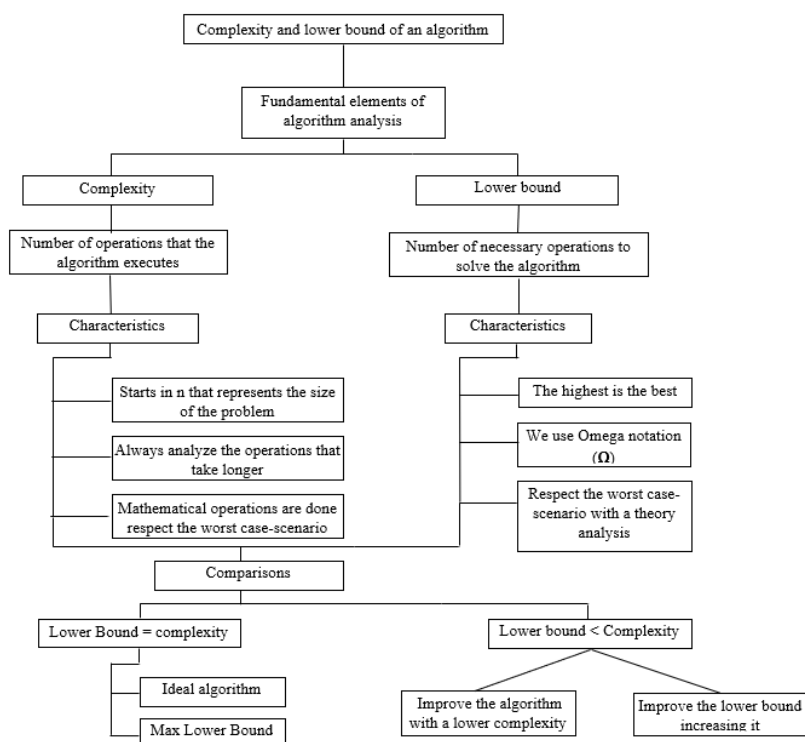 Complexity and lower bound of an algorithm
Fundamental elements of
algorithm analysis
Complexity
Lower bound
Number of operations that the
algorithm executes
Number of necessary operations to
solve the algorithm
Characteristics
Characteristics
Starts in n that represents the size
of the problem
Always analyze the operations that
take longer
Mathematical operations are done
respect the worst case-scenario
The highest is the best
We use Omega notation
(Ω)
Respect the worst case-
scenario with a theory
analysis
Comparisons
Lower Bound = complexity
Lower bound < Complexity
Ideal algorithm
Max Lower Bound
Improve the algorithm
with a lower complexity
Improve the lower bound
increasing it